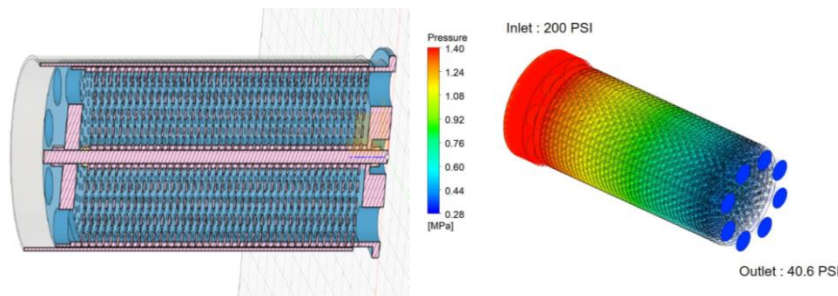 Pressure
1.40
1.24
1.08
0.92
0.76
0.60
0.44
0.28
[MPa]
Inlet : 200 PSI
Outlet : 40.6 PSI